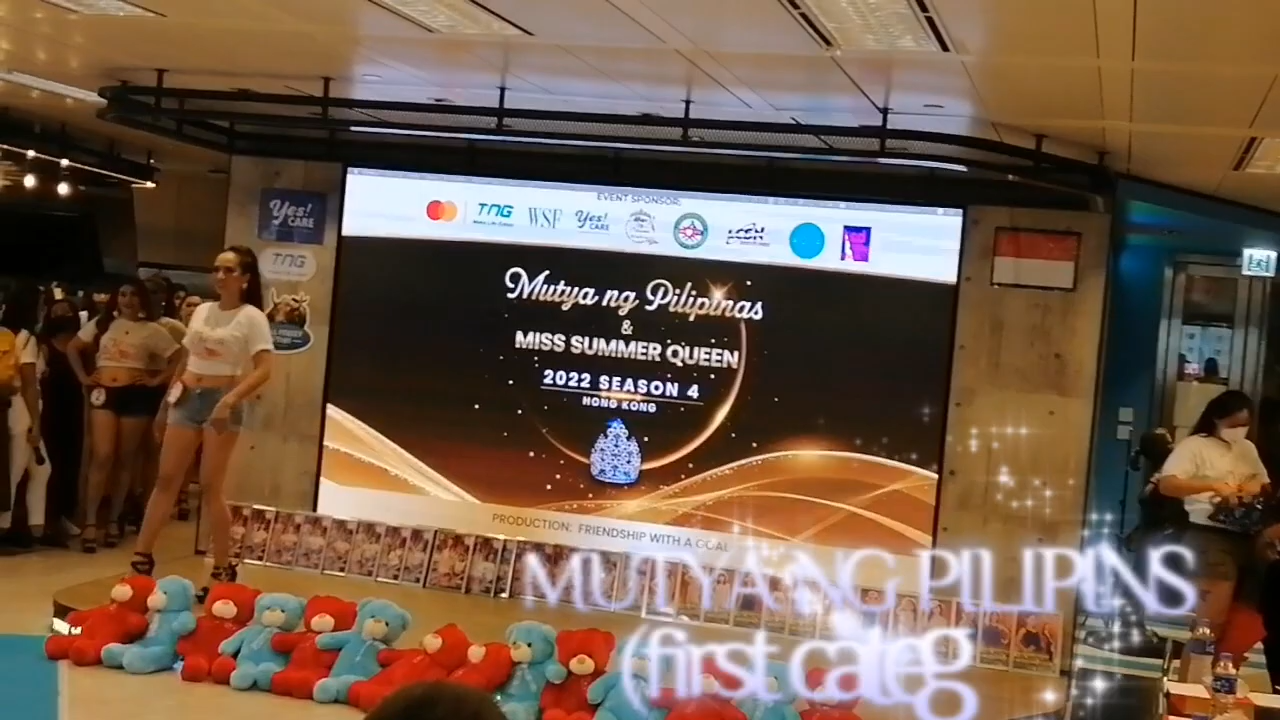 EVENT SPONSOR:
TNG
WSF
Yes!
CARE
Yes!
CARE
TNG
Mutya ng Pilipinas
&
MISS SUMMER QUEEN
2022 SEASON 4
HONG KONG
PRODUCTION: FRIENDSHIP WITH A GOAL
MUTYA NG PILIPINS
(first categ